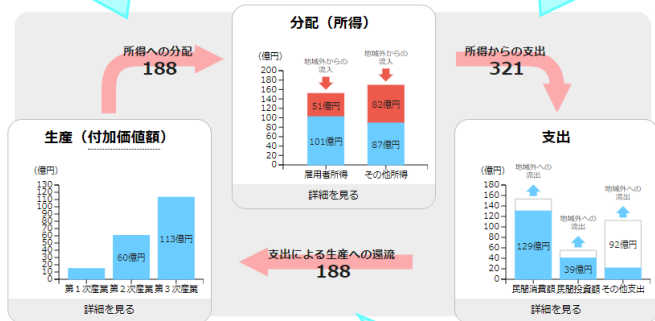 分配（所得）
所得への分配
188
所得からの支出
321
（億円）
地域外からの
流入
地域外からの
流入
200
180
160
140
120
100
80
60
40
20
0
51億円
82億円
101億円
87億円
雇用者所得 その他所得
詳細を見る
生産（付加価値額）
（億円）
130
120
110
100
90
80
70
60
50
40
30
20
10
0
60億円
113億円
第１次産業 第２次産業 第３次産業
詳細を見る
支出による生産への還流
188
支出
（億円）
地域外への
流出
地域外への
流出
地域外への
流出
180
160
140
120
100
80
60
40
20
0
129億円
39億円
92億円
民間消費額 民間投資額 その他支出
詳細を見る